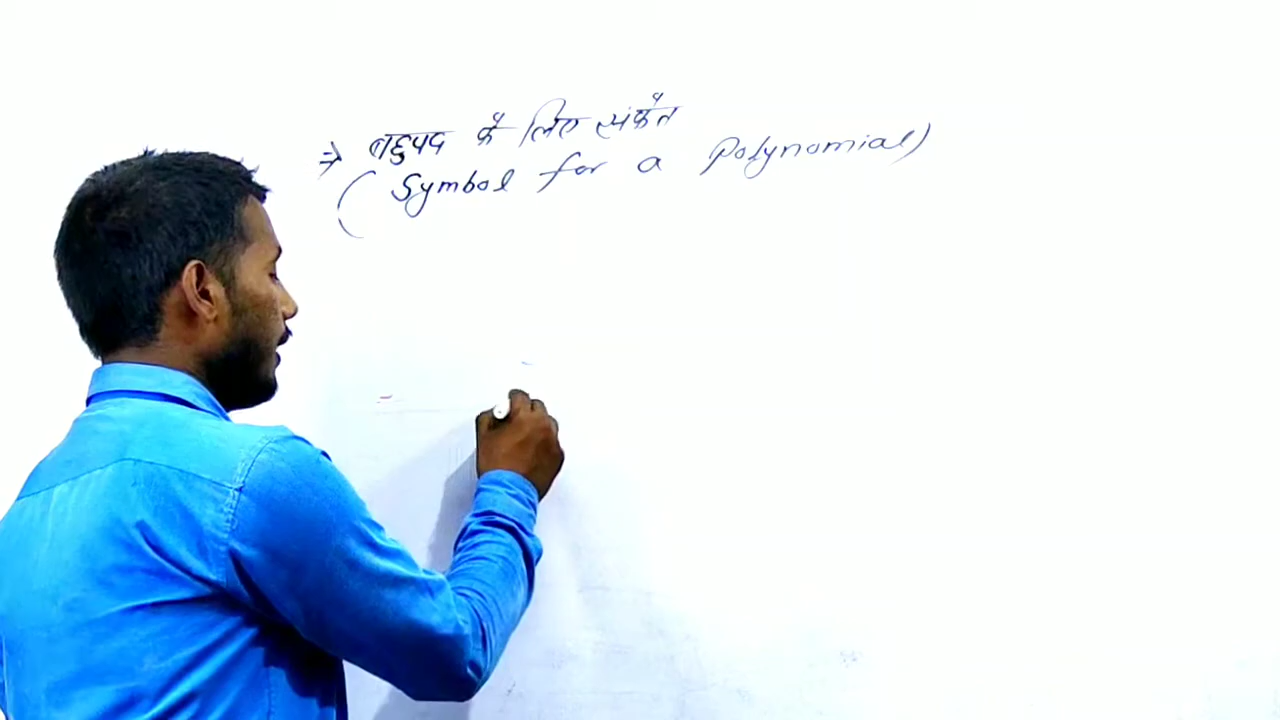 ⇒ बहुपद के लिए संकेत
(Symbol for a polynomial)